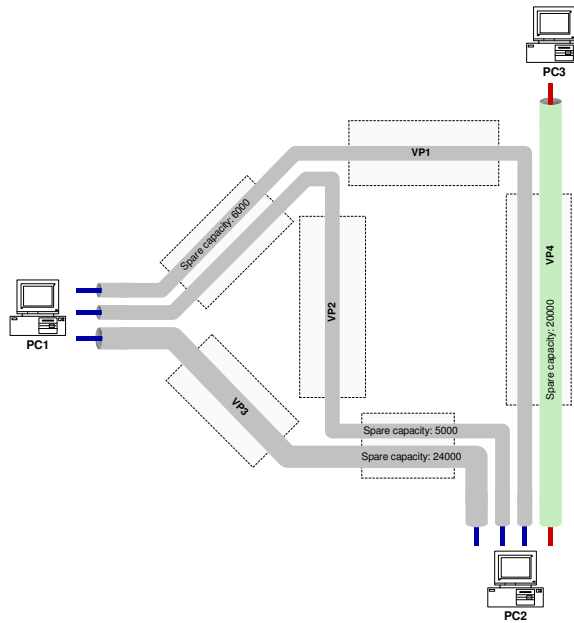 PC3
VP1
Spare capacity: 6000
VP4
Spare capacity: 20000
VP2
PC1
VP3
Spare capacity: 5000
Spare capacity: 24000
PC2